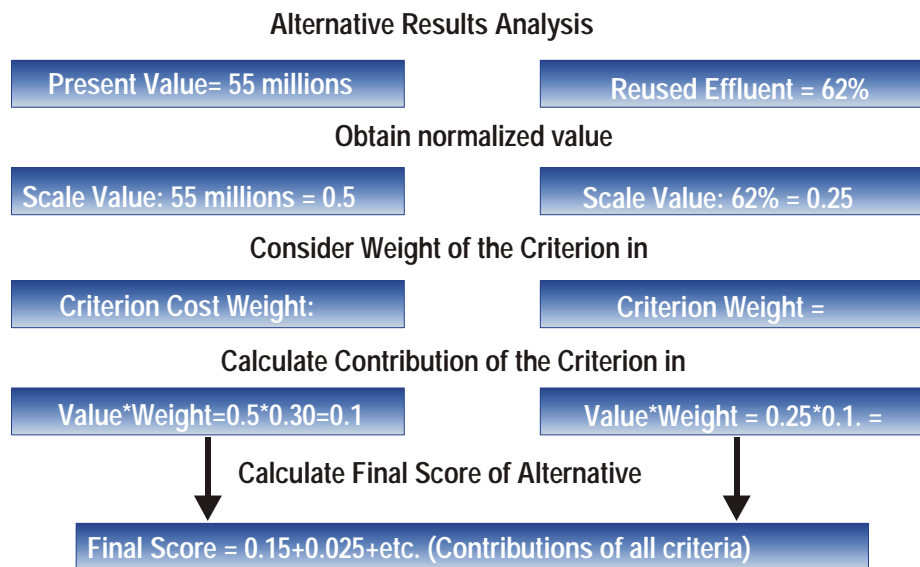 Alternative Results Analysis
Present Value= 55 millions
Reused Effluent = 62%
Obtain normalized value
Scale Value: 55 millions = 0.5
Scale Value: 62% = 0.25
Consider Weight of the Criterion in
Criterion Cost Weight:
Criterion Weight =
Calculate Contribution of the Criterion in
Value*Weight=0.5*0.30=0.1
Value*Weight = 0.25*0.1. =
Calculate Final Score of Alternative
Final Score = 0.15+0.025+etc. (Contributions of all criteria)